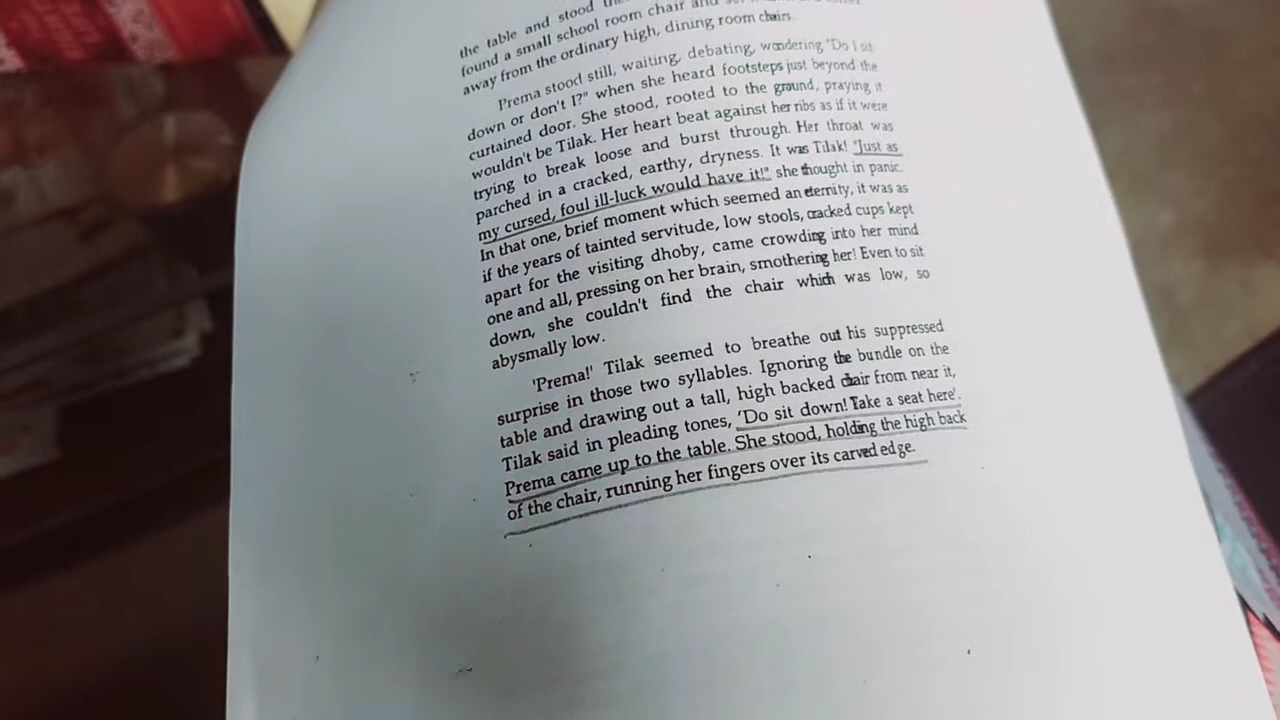 the table and stood
found a small school room chair and
away from the ordinary high, dining room chairs.
Prema stood still, waiting, debating, wondering "Do I sit
down or don't I?" when she heard footsteps just beyond the
curtained door. She stood, rooted to the ground, praying it
wouldn't be Tilak. Her heart beat against her ribs as if it were
trying to break loose and burst through. Her throat was
parched in a cracked, earthy, dryness. It was Tilak! "Just as
my cursed, foul ill-luck would have it!" she thought in panic.
In that one, brief moment which seemed an eternity, it was as
if the years of tainted servitude, low stools, cracked cups kept
apart for the visiting dhoby, came crowding into her mind
one and all, pressing on her brain, smothering her! Even to sit
down, she couldn't find the chair which was low, so
abysmally low.
'Prema!' Tilak seemed to breathe out his suppressed
surprise in those two syllables. Ignoring the bundle on the
table and drawing out a tall, high backed chair from near it,
Tilak said in pleading tones, 'Do sit down! Take a seat here'.
Prema came up to the table. She stood, holding the high back
of the chair, running her fingers over its carved edge.